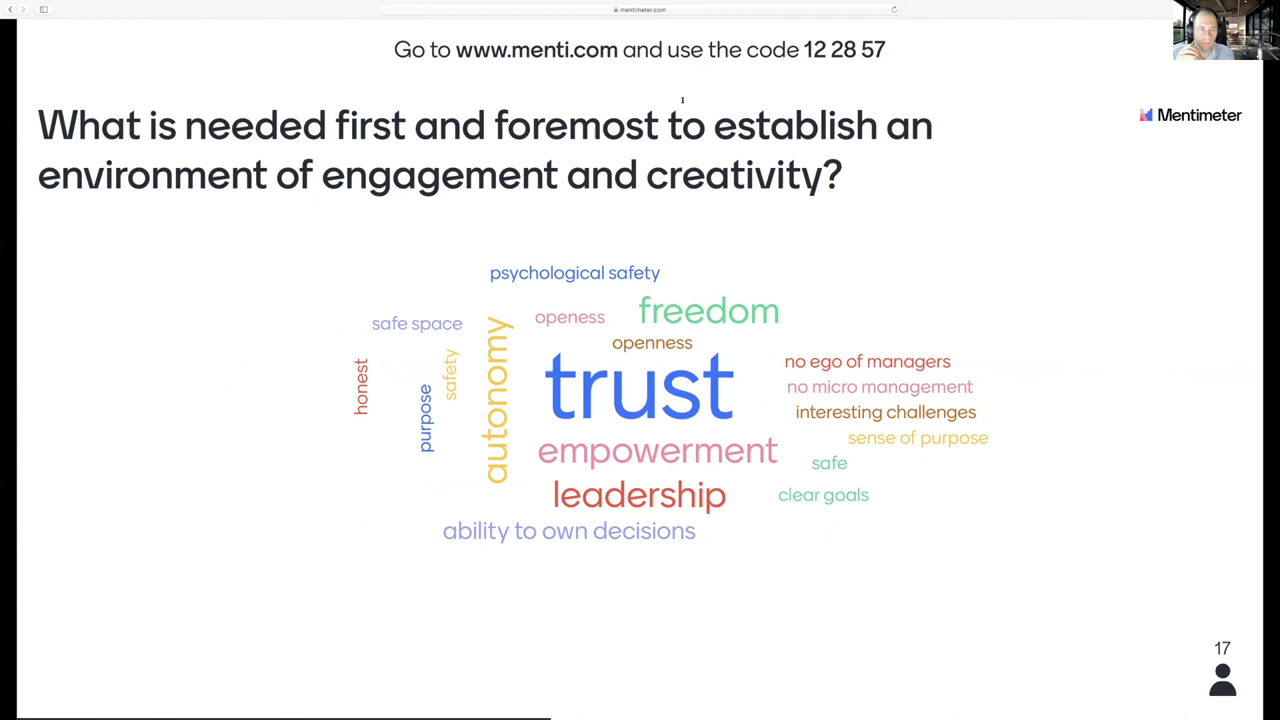 mentimeter.com
Go to www.menti.com and use the code 12 28 57
What is needed first and foremost to establish an
environment of engagement and creativity?
Mentimeter
psychological safety
freedom
openess
safe space
openness
autonomy
safety
honest
purpose
trust
no ego of managers
no micro management
interesting challenges
sense of purpose
empowerment
safe
leadership
clear goals
ability to own decisions
17